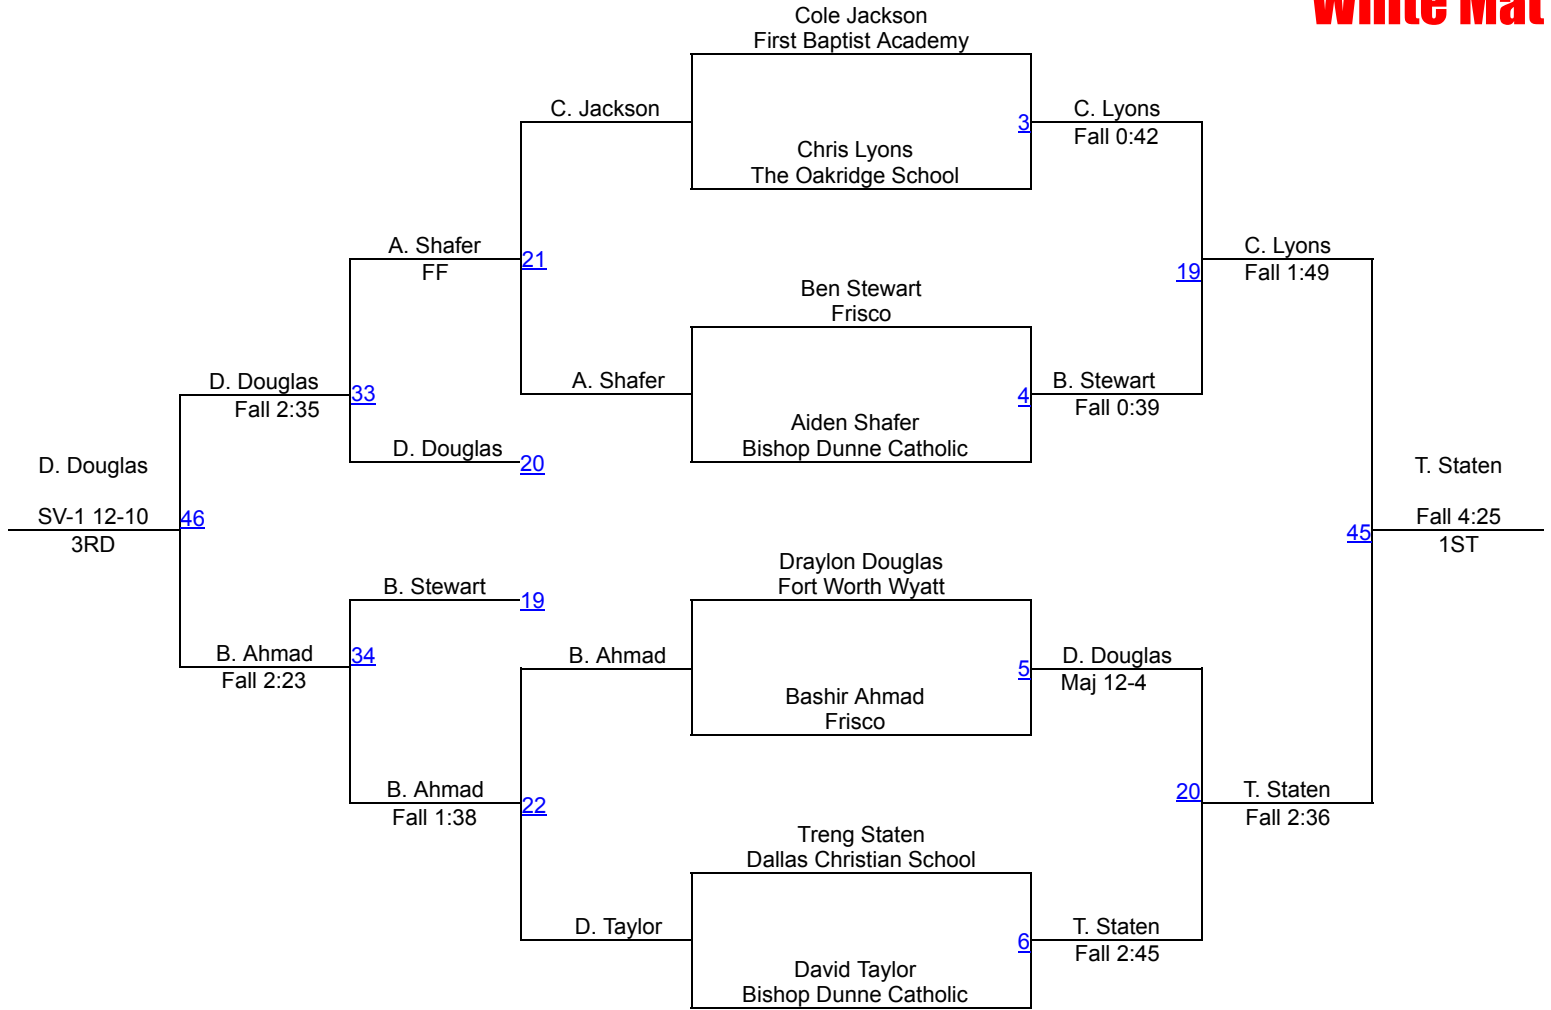 White Mat
Cole Jackson
First Baptist Academy
C. Jackson
3
C. Lyons
Fall 0:42
Chris Lyons
The Oakridge School
A. Shafer
FF
21
C. Lyons
Fall 1:49
19
Ben Stewart
Frisco
D. Douglas
Fall 2:35
33
A. Shafer
4
B. Stewart
Fall 0:39
Aiden Shafer
Bishop Dunne Catholic
D. Douglas
20
D. Douglas
SV-1 12-10
3RD
46
T. Staten
Fall 4:25
1ST
45
Draylon Douglas
Fort Worth Wyatt
B. Stewart
19
B. Ahmad
Fall 2:23
34
B. Ahmad
5
D. Douglas
Maj 12-4
Bashir Ahmad
Frisco
B. Ahmad
Fall 1:38
22
20
T. Staten
Fall 2:36
Treng Staten
Dallas Christian School
D. Taylor
6
T. Staten
Fall 2:45
David Taylor
Bishop Dunne Catholic